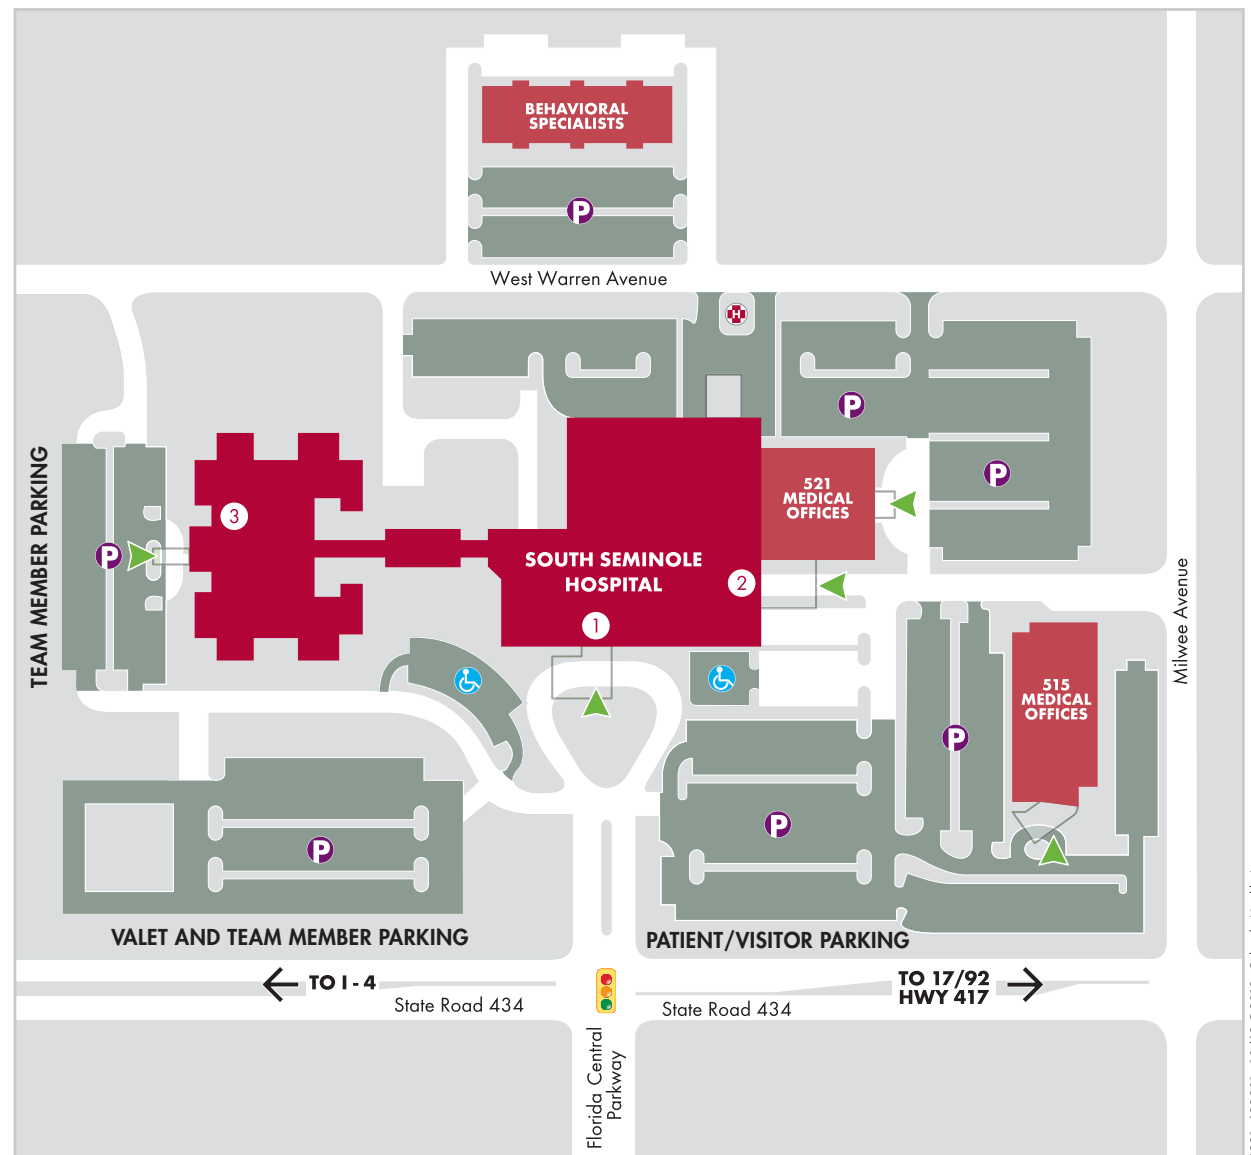 BEHAVIORAL
SPECIALISTS
P
West Warren Avenue
H
P
P
521
MEDICAL
OFFICES
TEAM MEMBER PARKING
3
P
SOUTH SEMINOLE
HOSPITAL
2
1
Milwee Avenue
515
MEDICAL
OFFICES
P
P
P
VALET AND TEAM MEMBER PARKING
PATIENT/VISITOR PARKING
TO I - 4
State Road 434
State Road 434
TO 17/92
HWY 417
Florida Central
Parkway